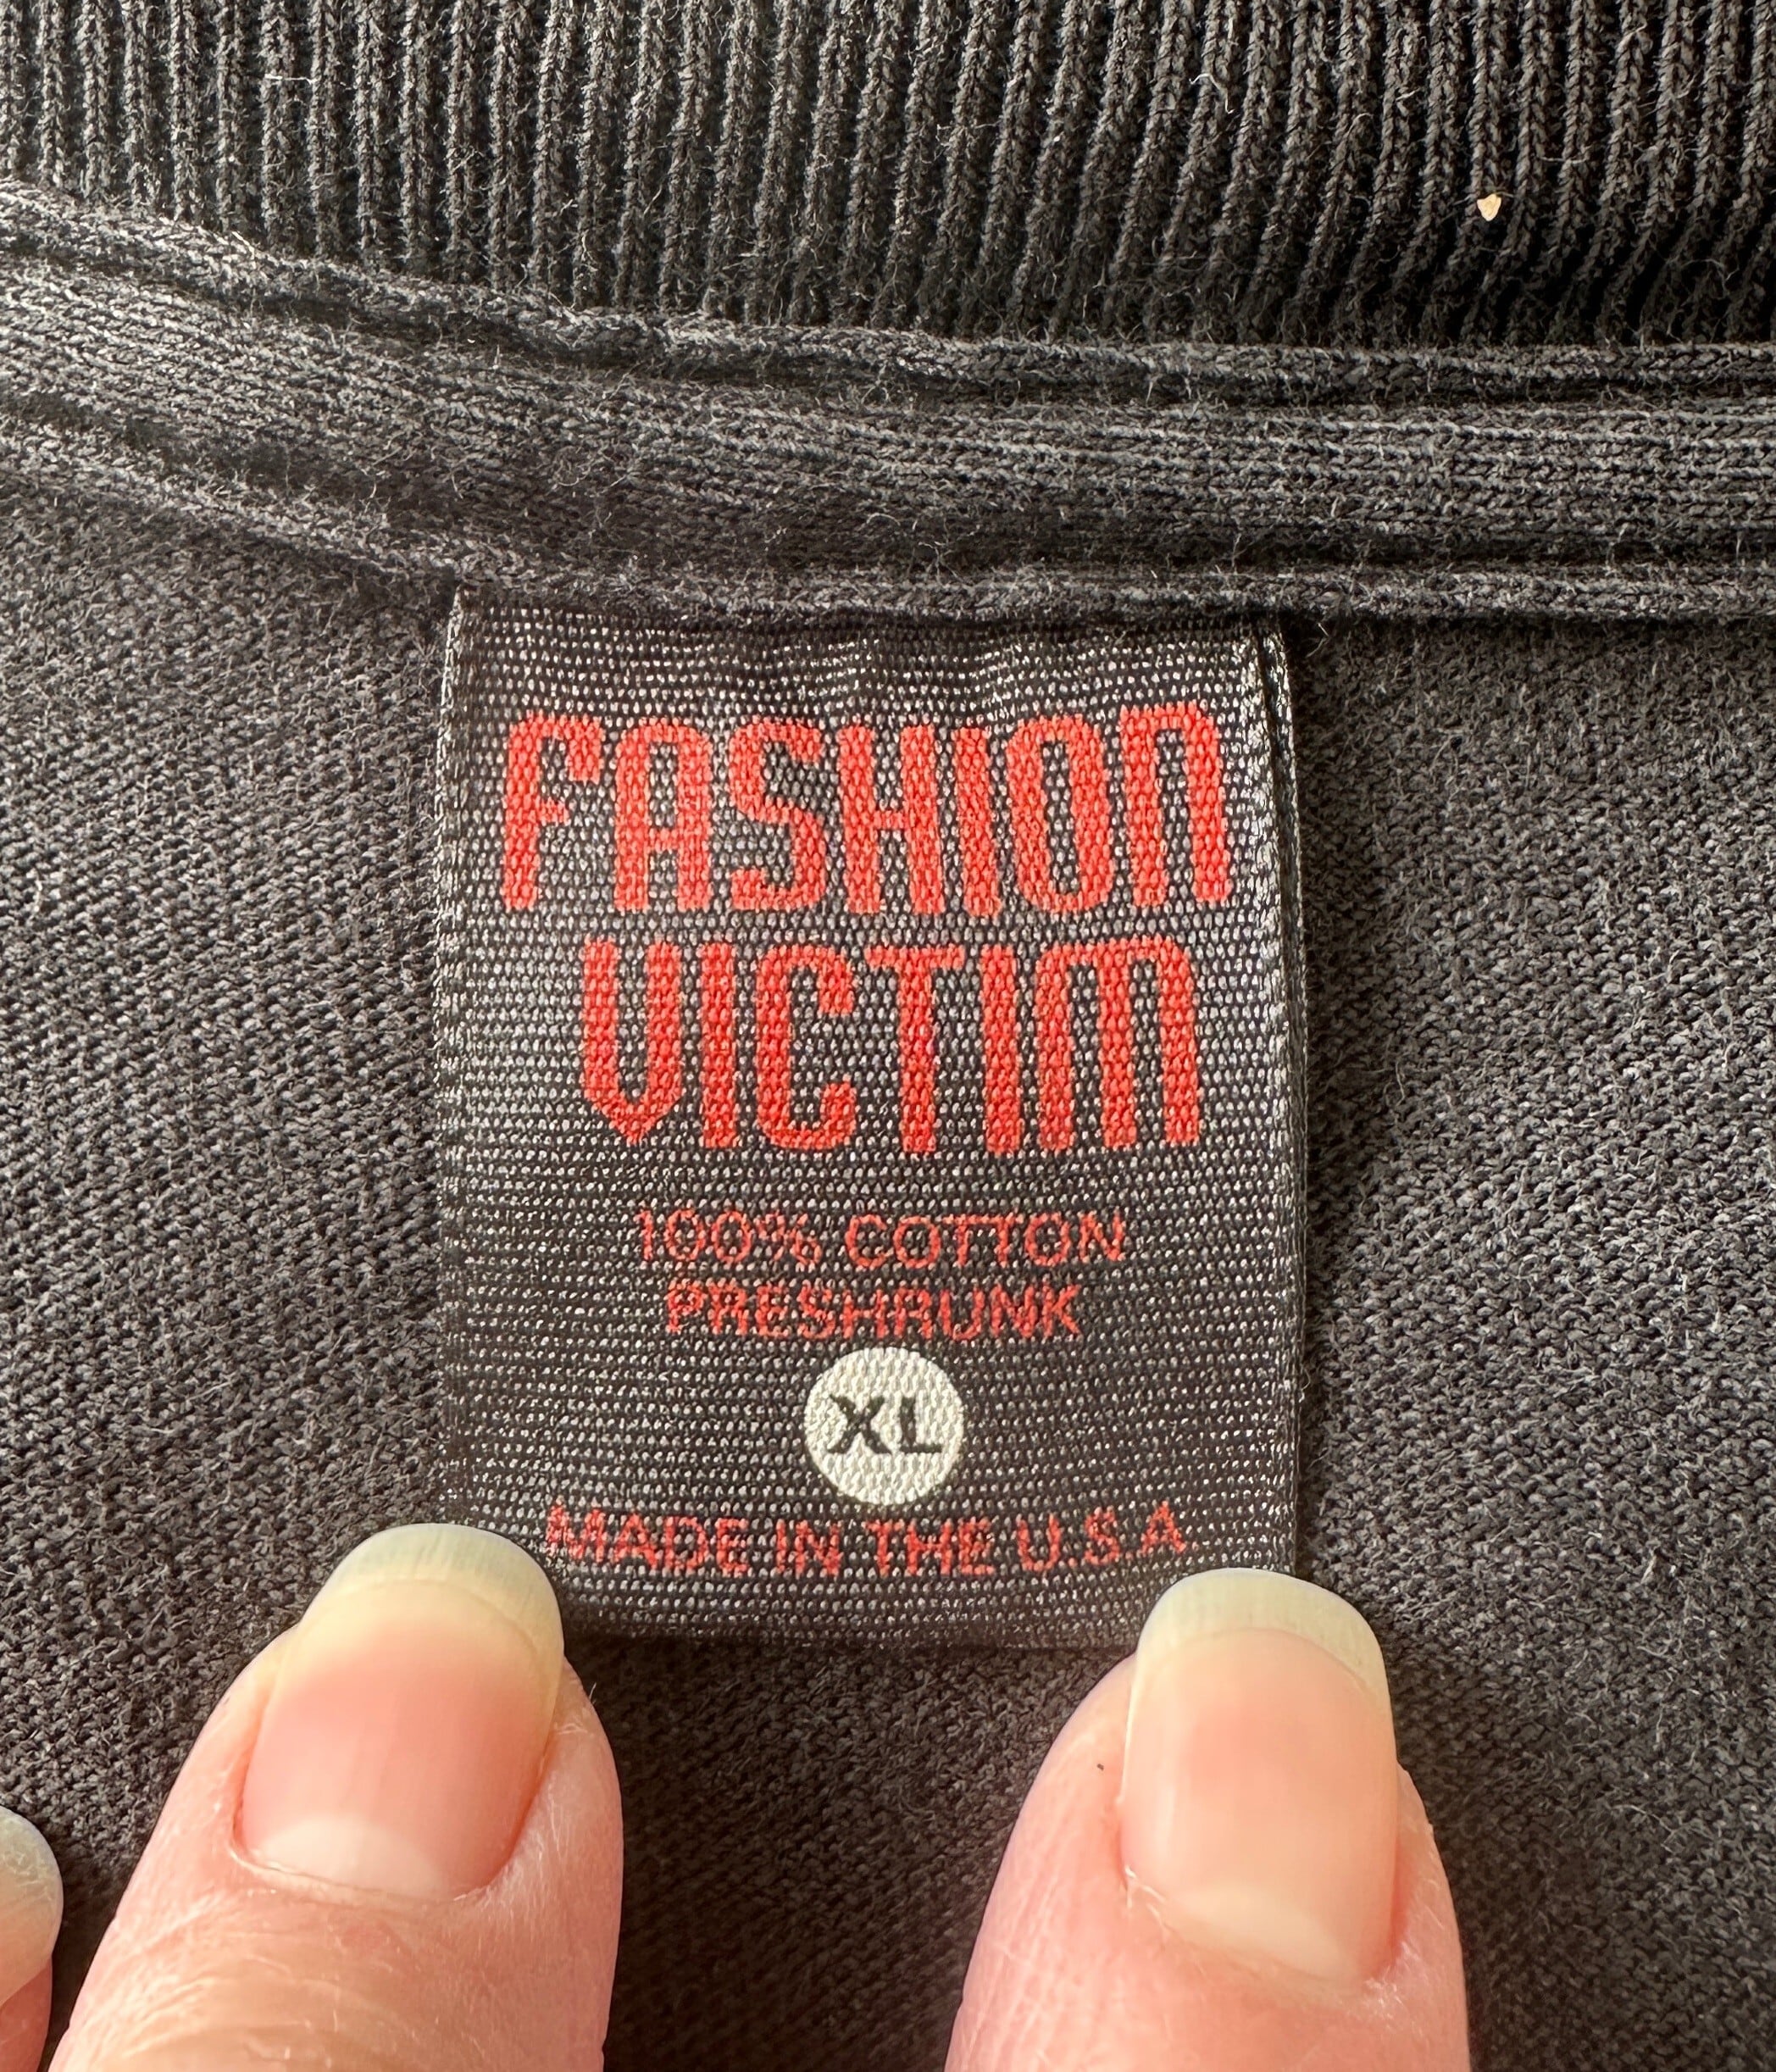 FASHION
VICTIM
100% COTTON
PRESHRUNK
XL
MADE IN THE U.S.A.